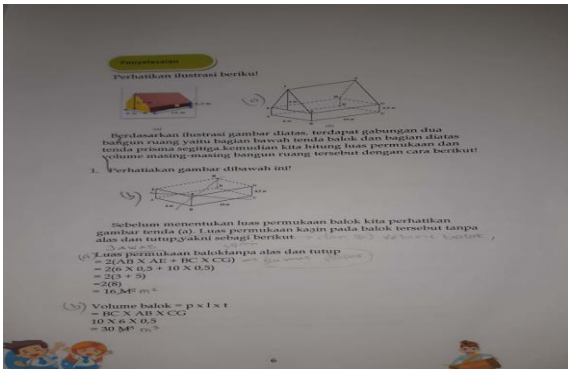 Penyelesaian
Perhatikan ilustrasi beriku!
(a)
Berdasarkan ilustrasi gambar diatas, terdapat gabungan dua
bangun ruang yaitu bagian bawah tenda balok dan bagian diatas
tenda prisma segitiga.kemudian kita hitung luas permukaan dan
volume masing-masing bangun ruang tersebut dengan cara berikut!
1. Perhatiakan gambar dibawah ini!
(b)
Sebelum menentukan luas permukaan balok kita perhatikan
gambar tenda (a). Luas permukaan kain pada balok tersebut tanpa
alas dan tutup,yakni sebagi berikut.
(a) Luas permukaan baloktanpa alas dan tutup
= 2(AB X AE + BC X CG)
= 2(6 X 0,5 + 10 X 0,5)
= 2(3 + 5)
=2(8)
= 16 m²
(b) Volume balok = p x l x t
= BC X AB X CG
10 X 6 X 0,5
= 30 m³
6